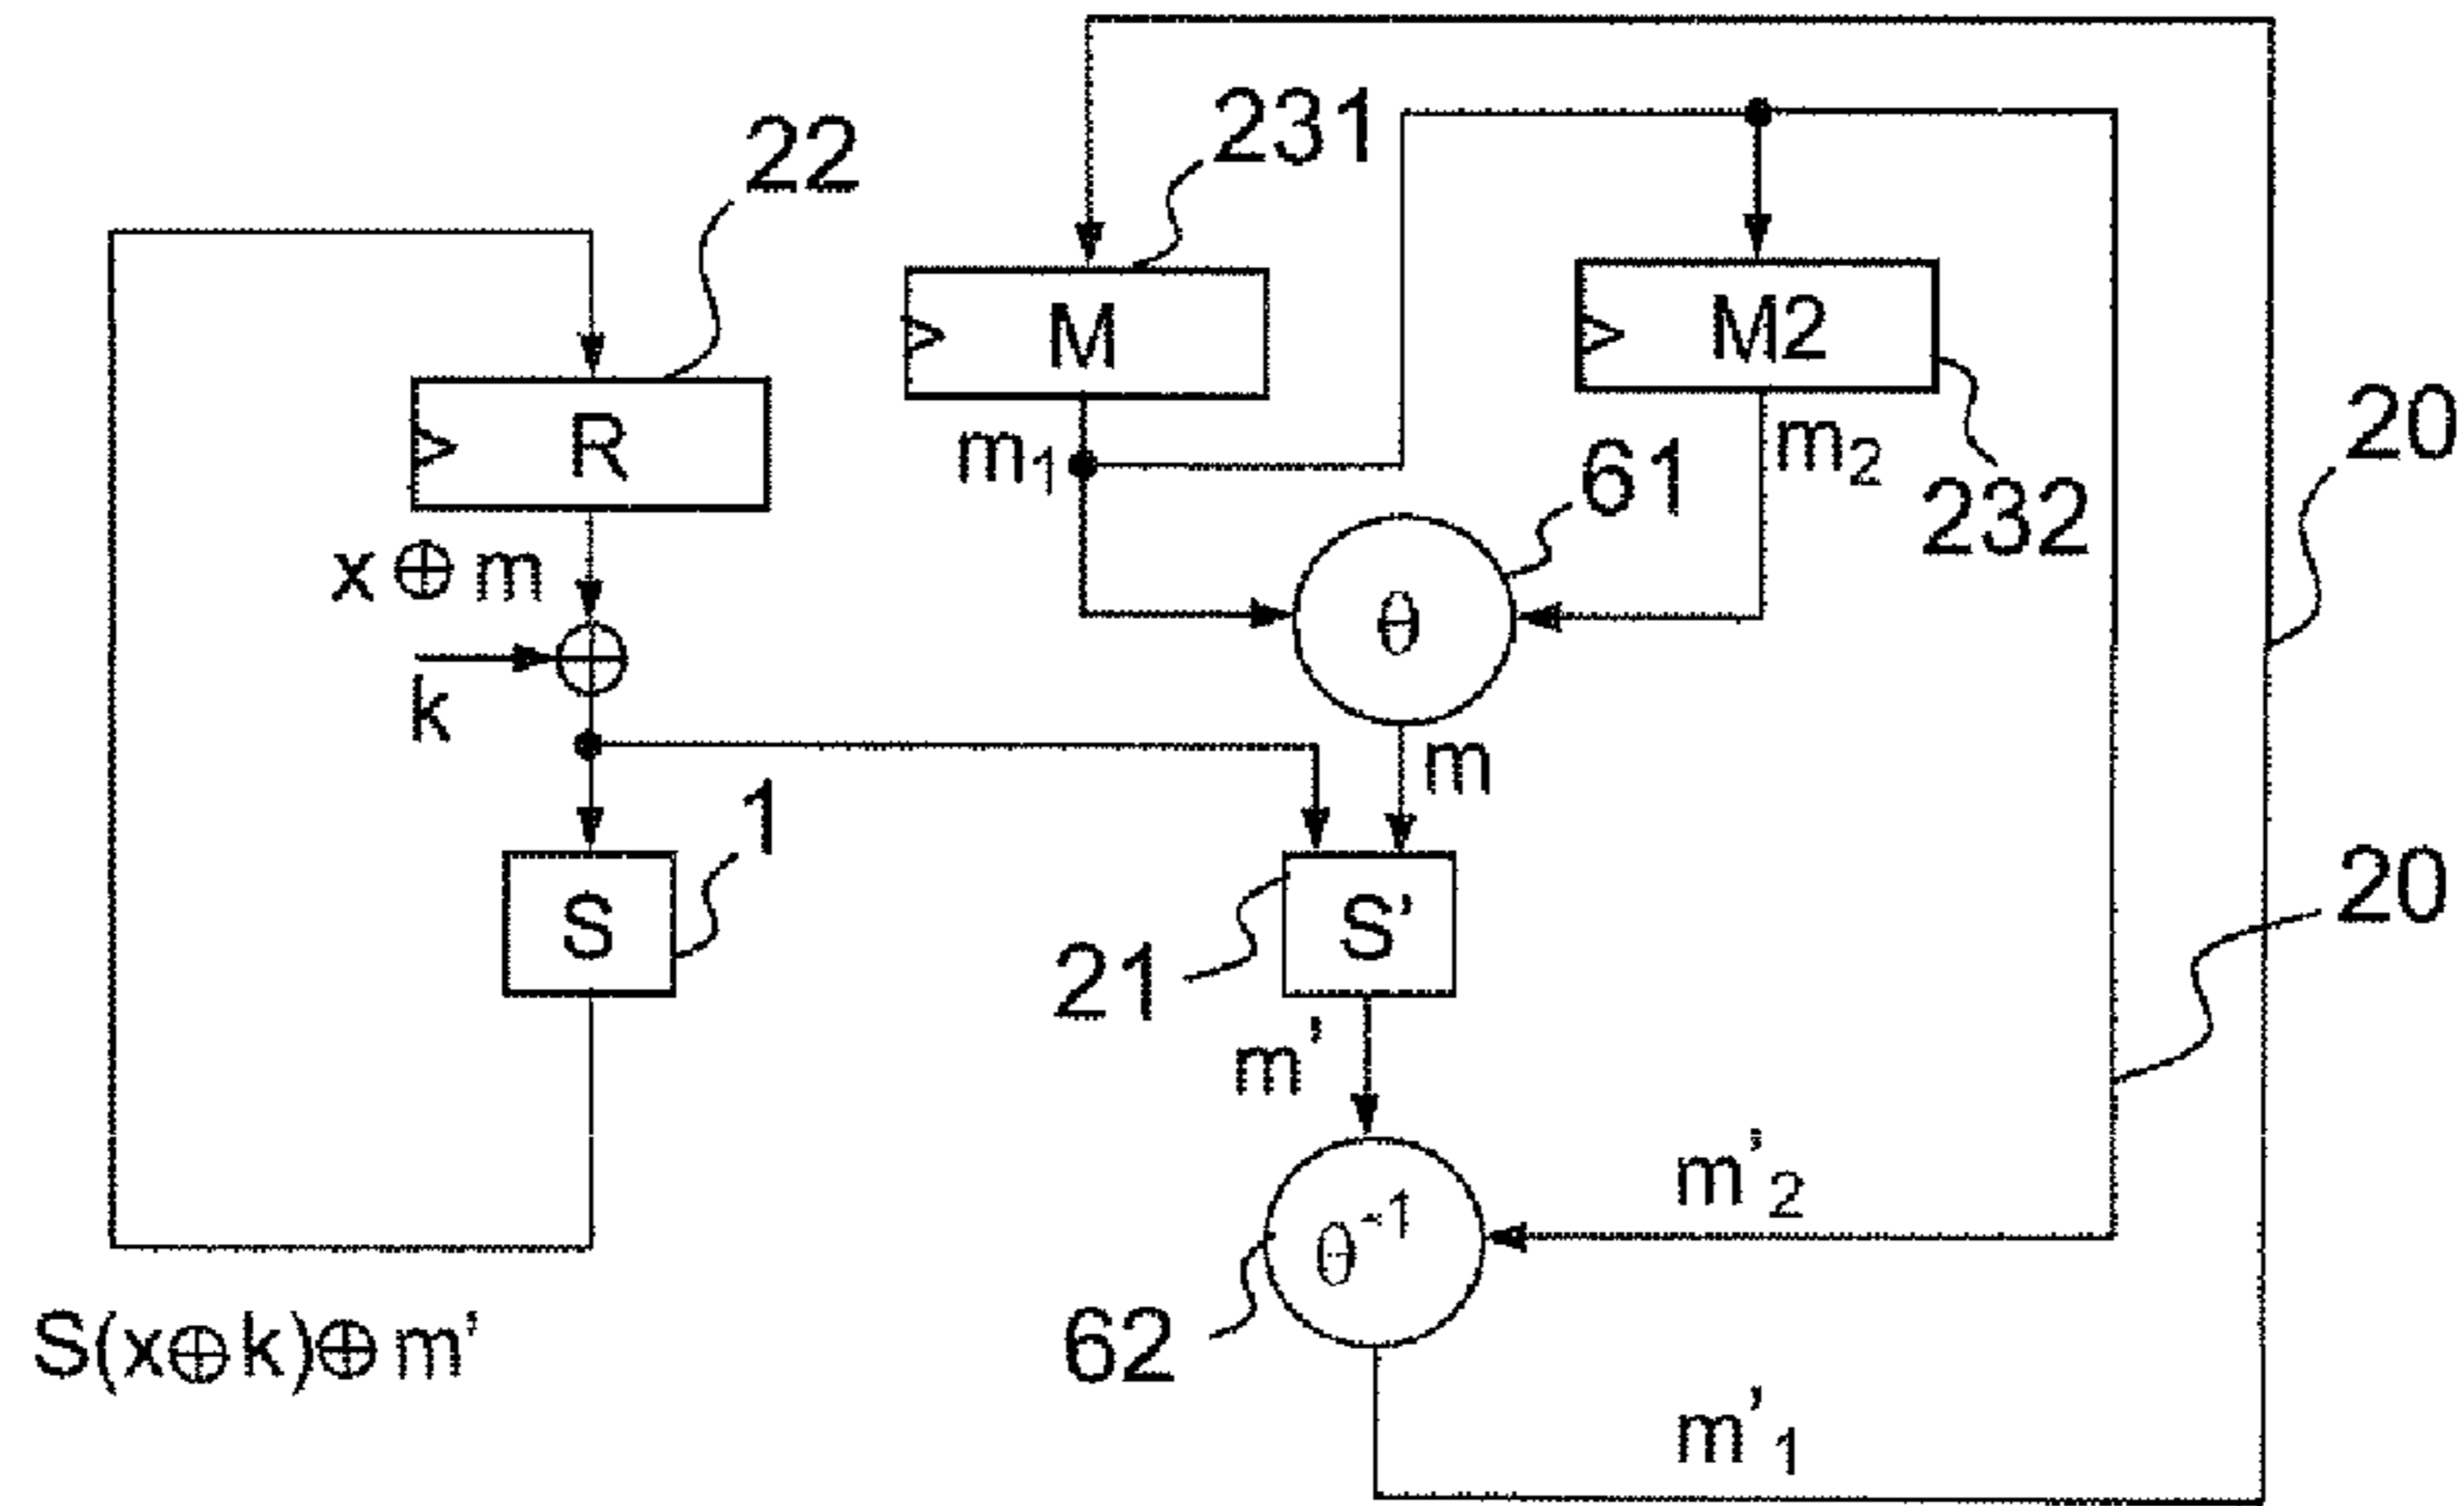 231
22
M
M2
20
R
m₁
m₂
61
232
x ⊕ m
θ
k
m
1
20
S
S'
21
m'
m'₂
θ⁻¹
62
S(x⊕k)⊕m'
m'₁